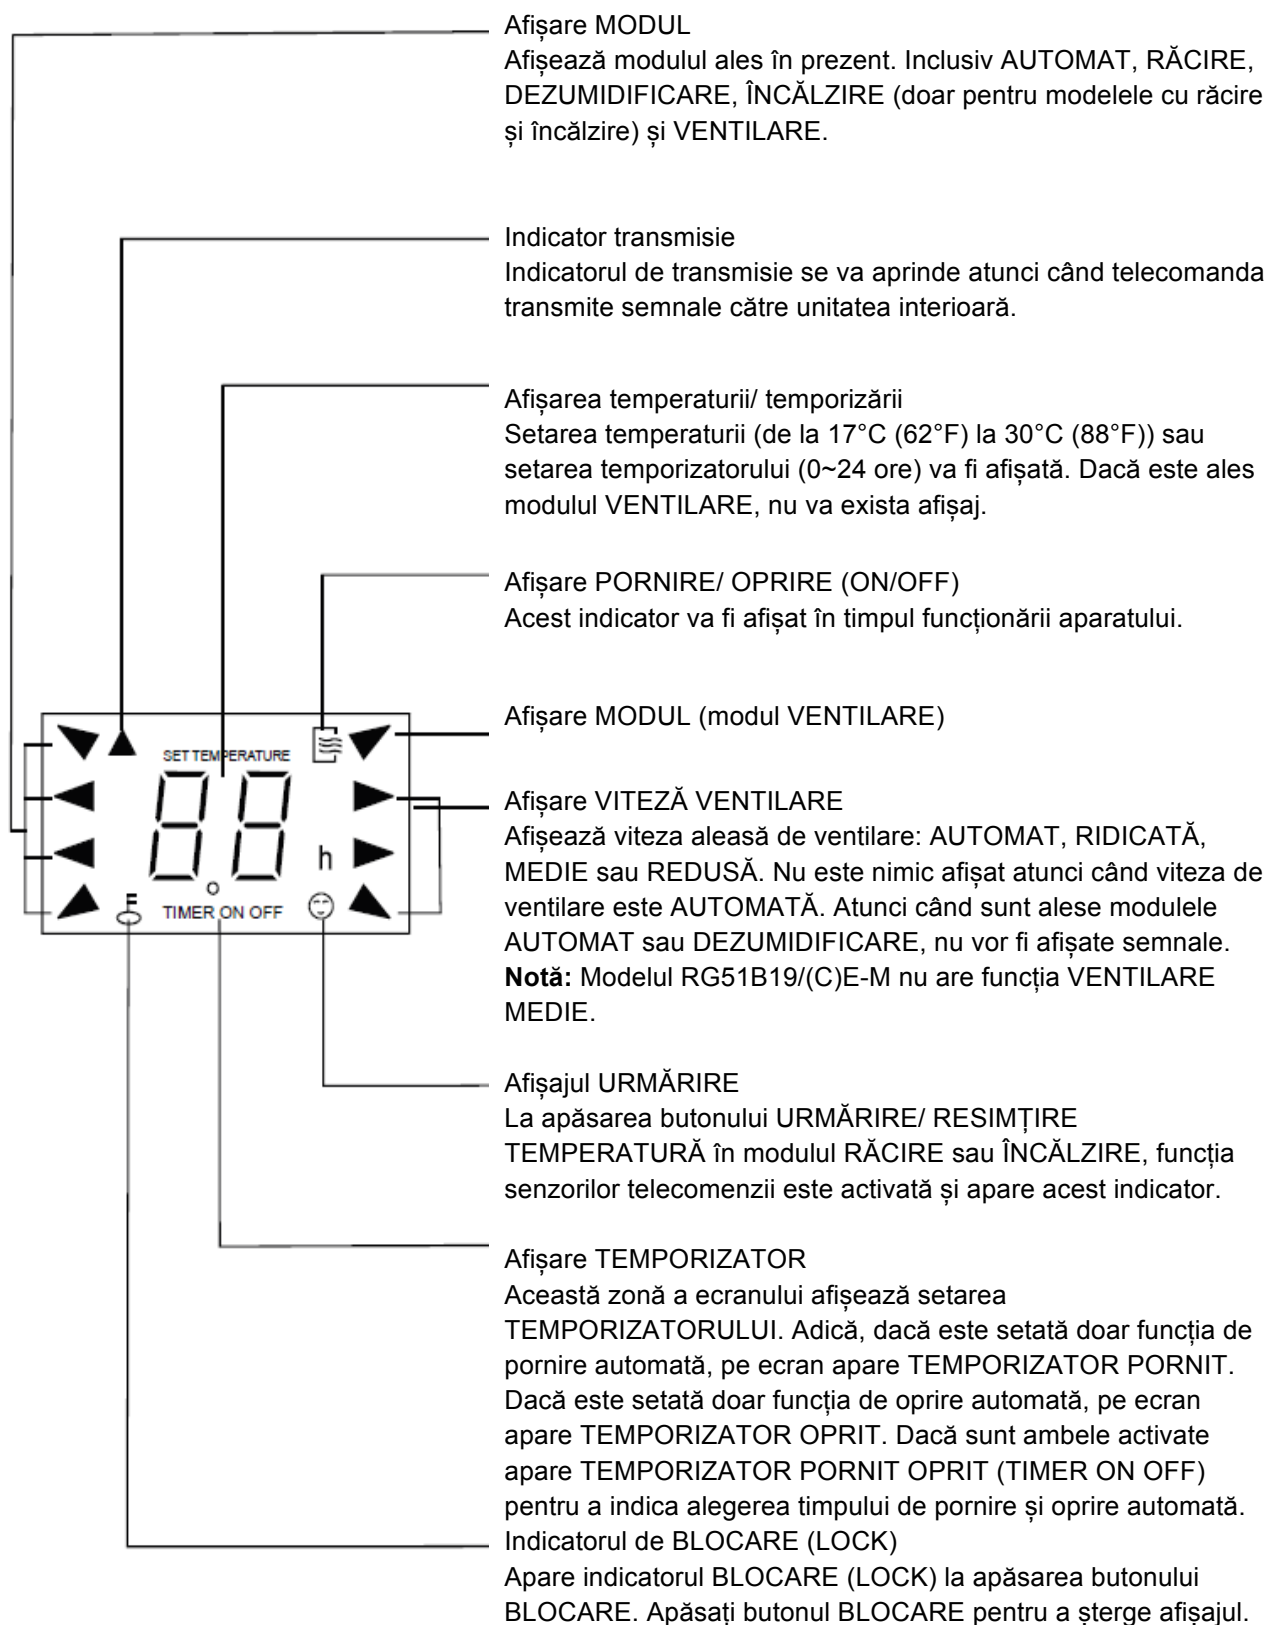 Afișare MODUL
Afișează modulul ales în prezent. Inclusiv AUTOMAT, RĂCIRE,
DEZUMIDIFICARE, ÎNCĂLZIRE (doar pentru modelele cu răcire
și încălzire) și VENTILARE.
Indicator transmisie
Indicatorul de transmisie se va aprinde atunci când telecomanda
transmite semnale către unitatea interioară.
Afișarea temperaturii/ temporizării
Setarea temperaturii (de la 17°C (62°F) la 30°C (88°F)) sau
setarea temporizatorului (0~24 ore) va fi afișată. Dacă este ales
modulul VENTILARE, nu va exista afișaj.
Afișare PORNIRE/ OPRIRE (ON/OFF)
Acest indicator va fi afișat în timpul funcționării aparatului.
Afișare MODUL (modul VENTILARE)
SET TEMPERATURE
88
h
TIMER ON OFF
Afișare VITEZĂ VENTILARE
Afișează viteza aleasă de ventilare: AUTOMAT, RIDICATĂ,
MEDIE sau REDUSĂ. Nu este nimic afișat atunci când viteza de
ventilare este AUTOMATĂ. Atunci când sunt alese modulele
AUTOMAT sau DEZUMIDIFICARE, nu vor fi afișate semnale.
Notă: Modelul RG51B19/(C)E-M nu are funcția VENTILARE
MEDIE.
Afișajul URMĂRIRE
La apăsarea butonului URMĂRIRE/ RESIMȚIRE
TEMPERATURĂ în modulul RĂCIRE sau ÎNCĂLZIRE, funcția
senzorilor telecomenzii este activată și apare acest indicator.
Afișare TEMPORIZATOR
Această zonă a ecranului afișează setarea
TEMPORIZATORULUI. Adică, dacă este setată doar funcția de
pornire automată, pe ecran apare TEMPORIZATOR PORNIT.
Dacă este setată doar funcția de oprire automată, pe ecran
apare TEMPORIZATOR OPRIT. Dacă sunt ambele activate
apare TEMPORIZATOR PORNIT OPRIT (TIMER ON OFF)
pentru a indica alegerea timpului de pornire și oprire automată.
Indicatorul de BLOCARE (LOCK)
Apare indicatorul BLOCARE (LOCK) la apăsarea butonului
BLOCARE. Apăsați butonul BLOCARE pentru a șterge afișajul.